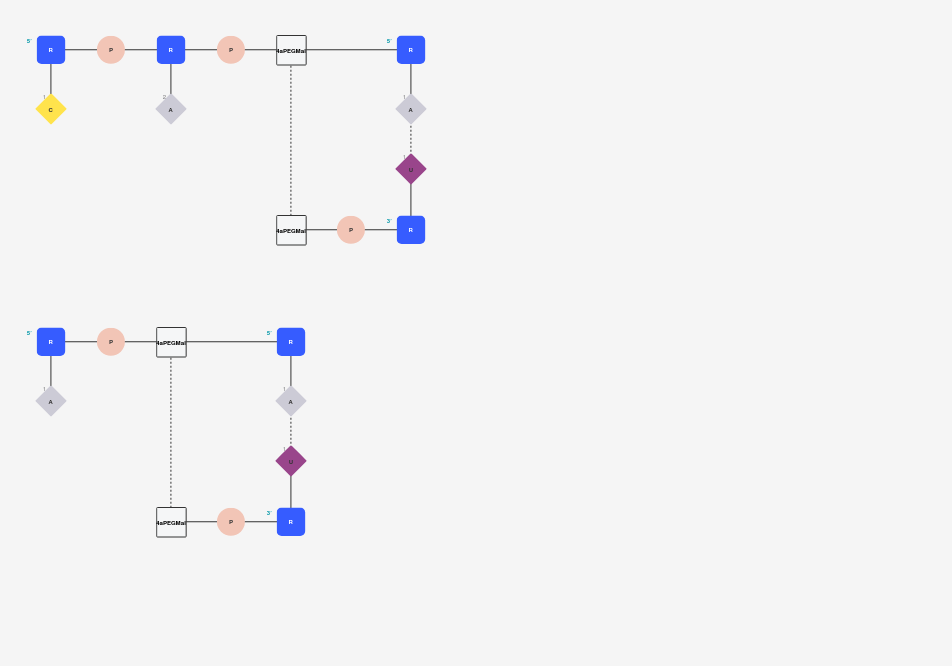 5'
R P R P 4aPEGMal 5' R
1 C 2 A 1 A
1 U
4aPEGMal P 3' R
5' R P 4aPEGMal 5' R
1 A 1 A
1 U
4aPEGMal P 3' R